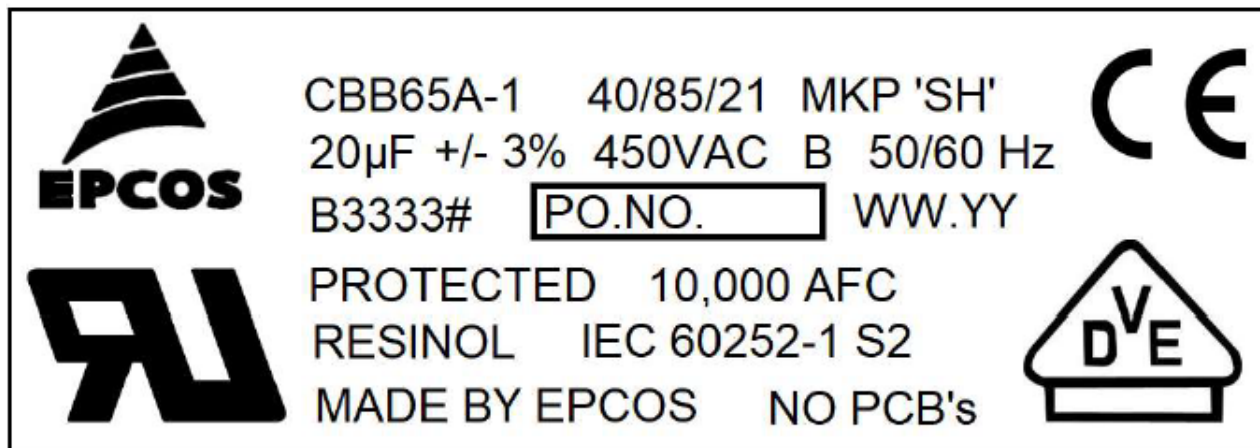 EPCOS
CE
CBB65A-1 40/85/21 MKP 'SH'
20µF +/- 3% 450VAC B 50/60 Hz
B3333# PO.NO. WW.YY
PROTECTED 10,000 AFC
RESINOL IEC 60252-1 S2
MADE BY EPCOS NO PCB's
RU
DVE